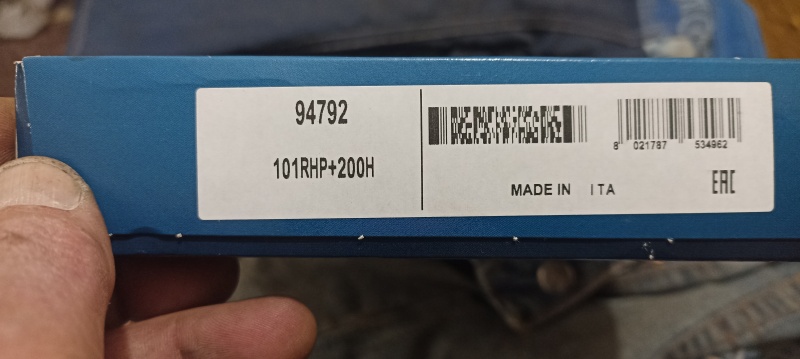 94792
101RHP+200H
8 021787 534962
MADE IN ITA
EAC